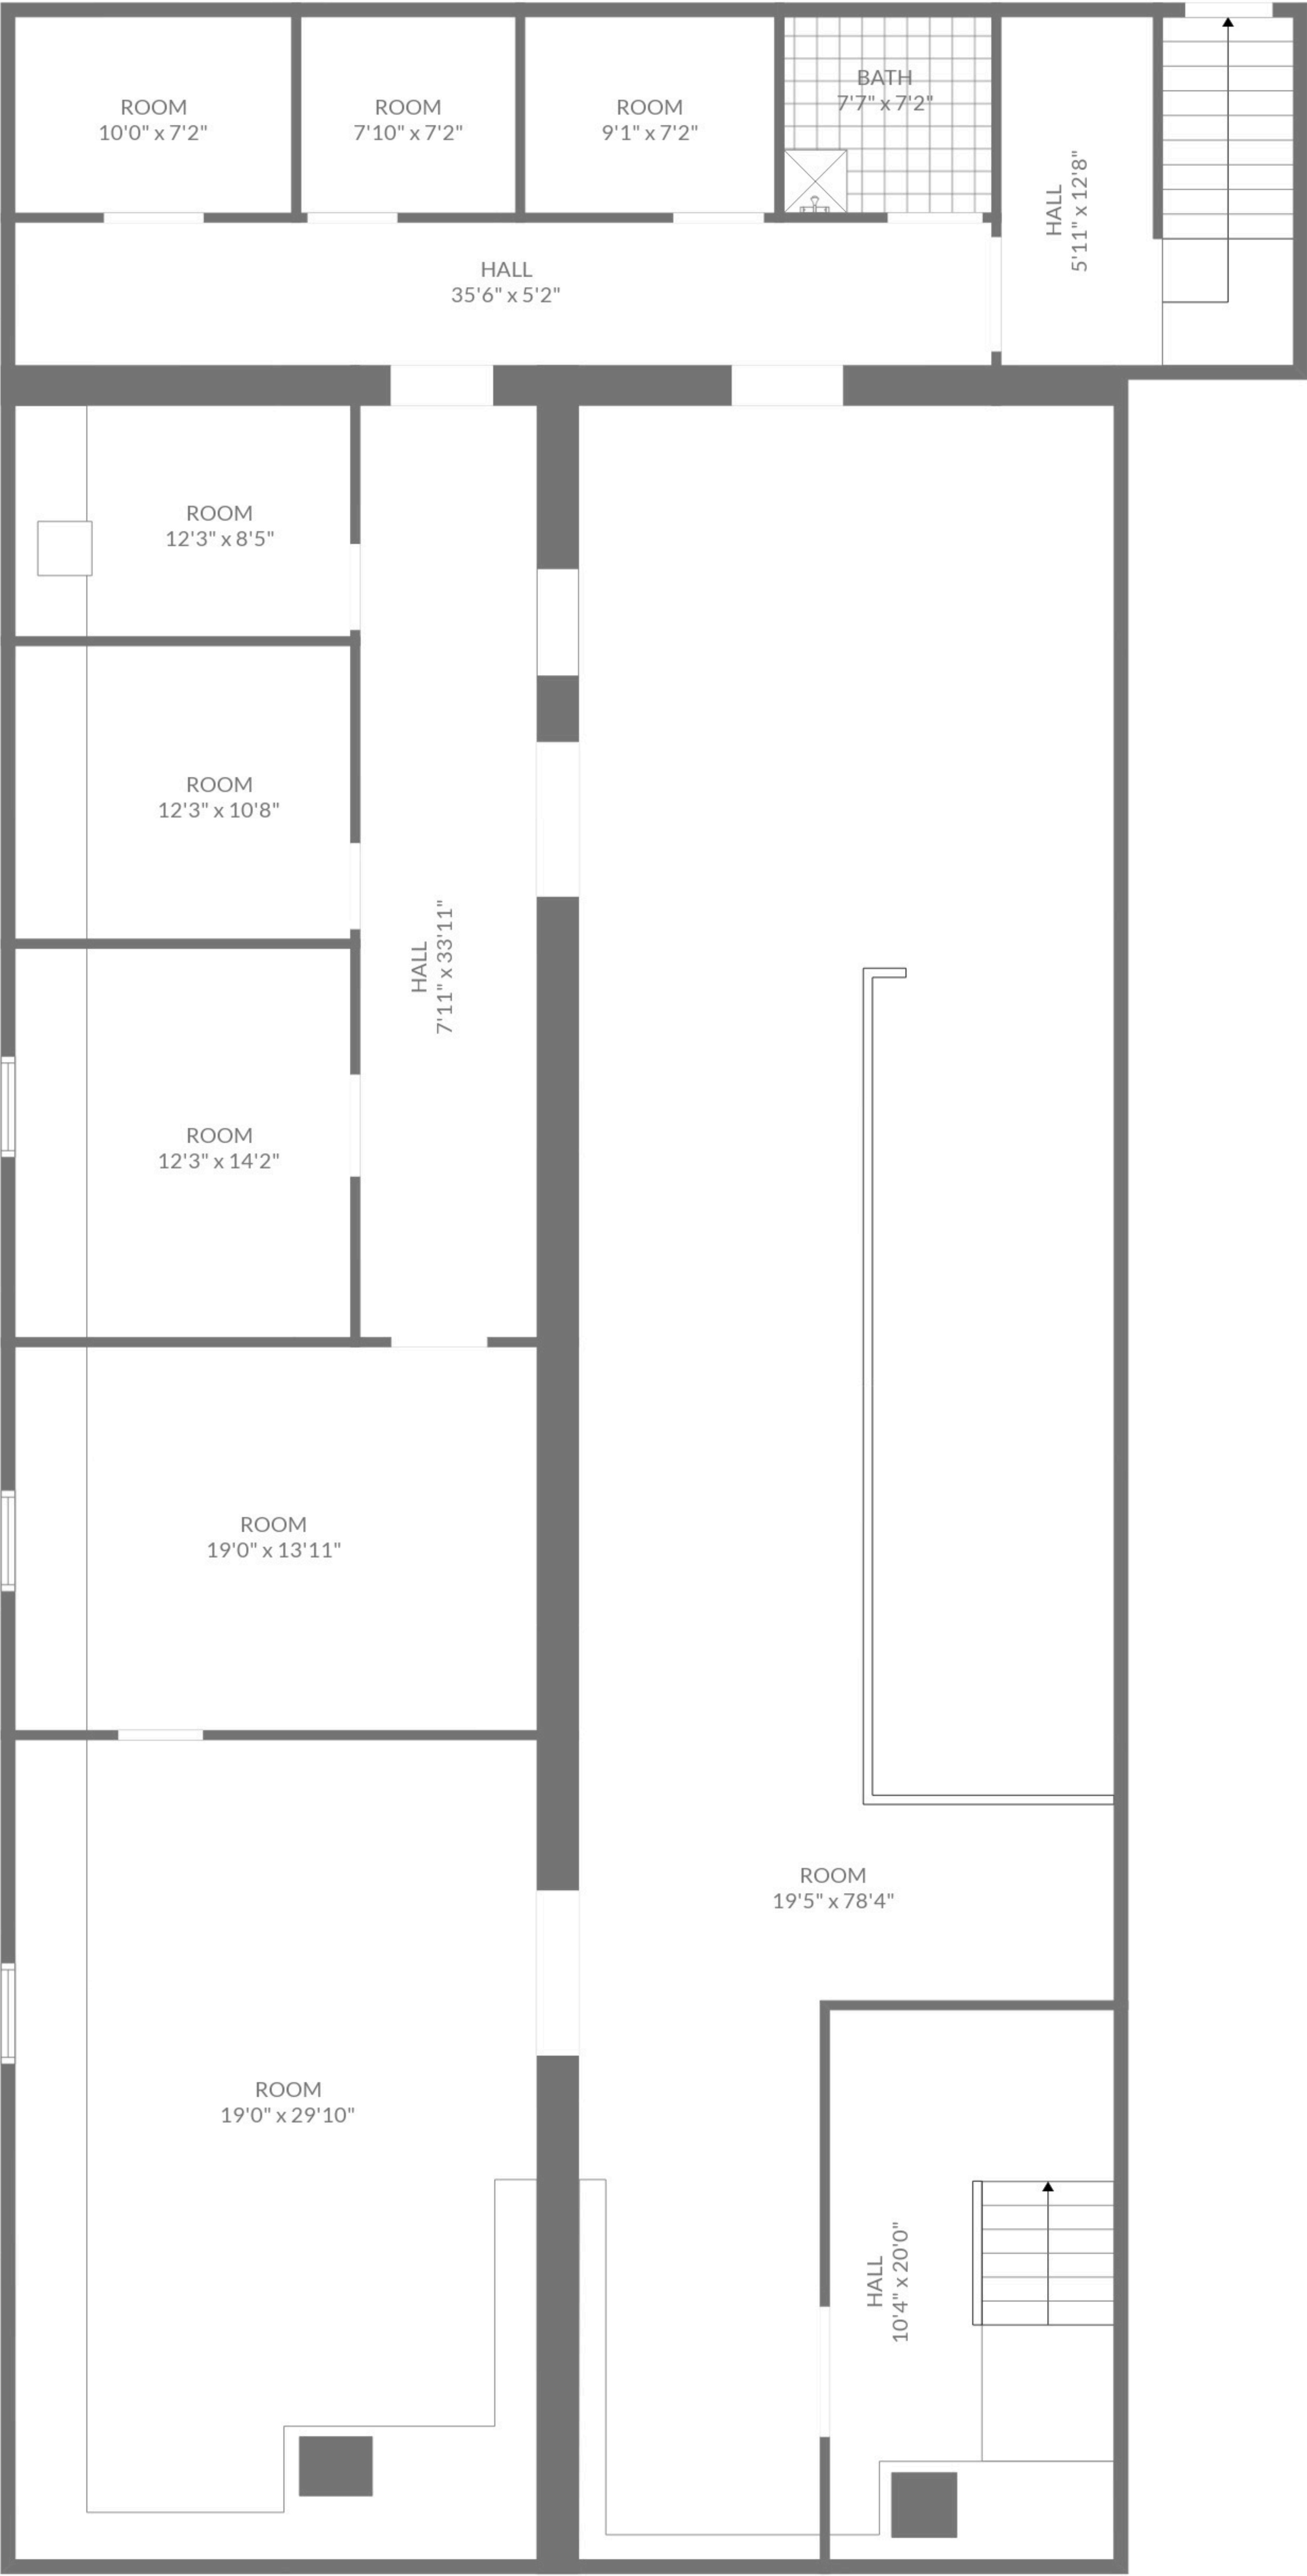 ROOM
10'0" x 7'2"
ROOM
7'10" x 7'2"
ROOM
9'1" x 7'2"
BATH
7'7" x 7'2"
HALL
5'11" x 12'8"
HALL
35'6" x 5'2"
ROOM
12'3" x 8'5"
ROOM
12'3" x 10'8"
HALL
7'11" x 33'11"
ROOM
12'3" x 14'2"
ROOM
19'0" x 13'11"
ROOM
19'5" x 78'4"
ROOM
19'0" x 29'10"
HALL
10'4" x 20'0"